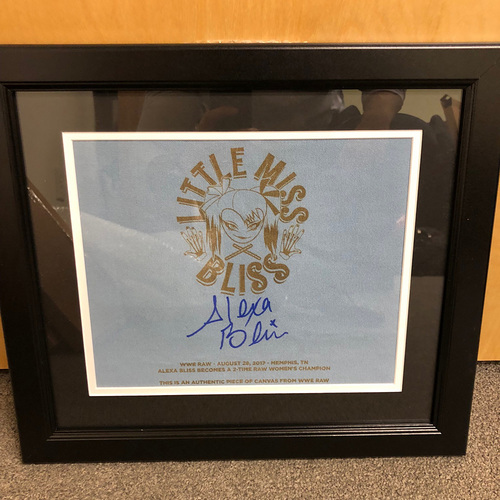 LITTLE MISS
BLISS
Alexa
Bliss
WWE RAW · AUGUST 28, 2017 · MEMPHIS, TN
ALEXA BLISS BECOMES A 2-TIME RAW WOMEN'S CHAMPION
THIS IS AN AUTHENTIC PIECE OF CANVAS FROM WWE RAW